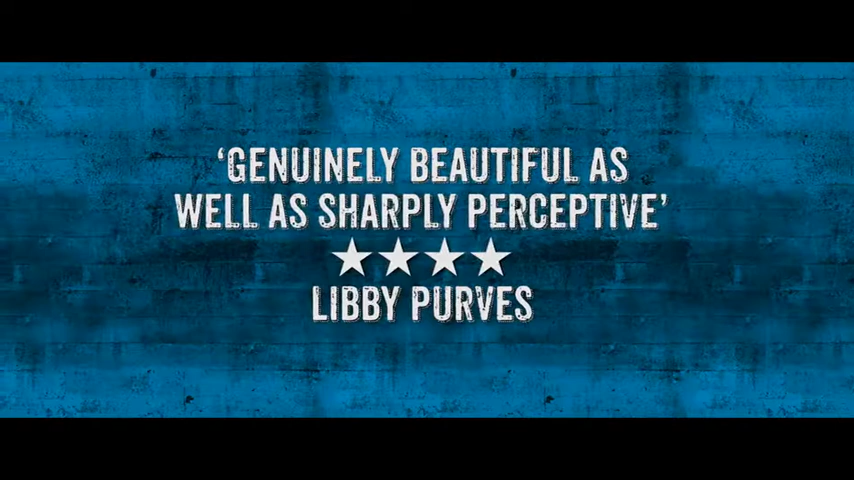 ‘GENUINELY BEAUTIFUL AS
WELL AS SHARPLY PERCEPTIVE’
★★★★
LIBBY PURVES